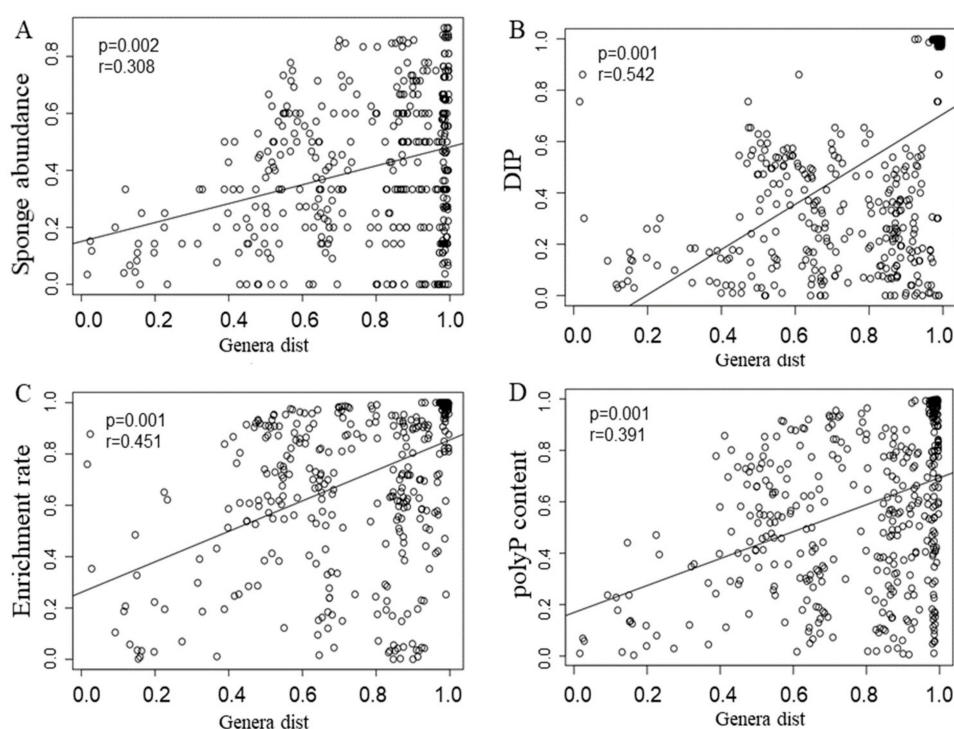 A
p=0.002
r=0.308
Sponge abundance
0.0 0.2 0.4 0.6 0.8
0.0 0.2 0.4 0.6 0.8 1.0
Genera dist
B
p=0.001
r=0.542
DIP
0.0 0.2 0.4 0.6 0.8 1.0
0.0 0.2 0.4 0.6 0.8 1.0
Genera dist
C
p=0.001
r=0.451
Enrichment rate
0.0 0.2 0.4 0.6 0.8 1.0
0.0 0.2 0.4 0.6 0.8 1.0
Genera dist
D
p=0.001
r=0.391
polyP content
0.0 0.2 0.4 0.6 0.8 1.0
0.0 0.2 0.4 0.6 0.8 1.0
Genera dist